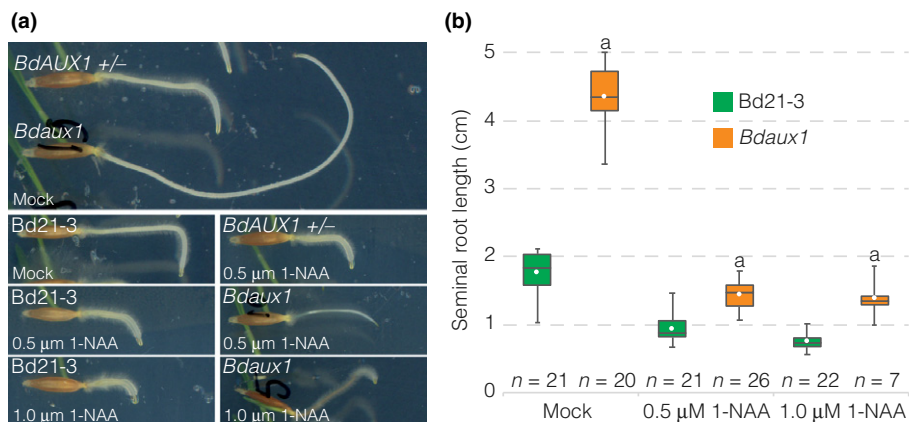 (a)
BdAUX1 +/–
Bdaux1
Mock
Bd21-3
Mock
BdAUX1 +/–
0.5 μm 1-NAA
Bd21-3
0.5 μm 1-NAA
Bdaux1
0.5 μm 1-NAA
Bd21-3
1.0 μm 1-NAA
Bdaux1
1.0 μm 1-NAA
(b)
Seminal root length (cm)
5
4
3
2
1
0
a
a
a
Bd21-3
Bdaux1
n = 21 n = 20 n = 21 n = 26 n = 22 n = 7
Mock 0.5 μM 1-NAA 1.0 μM 1-NAA